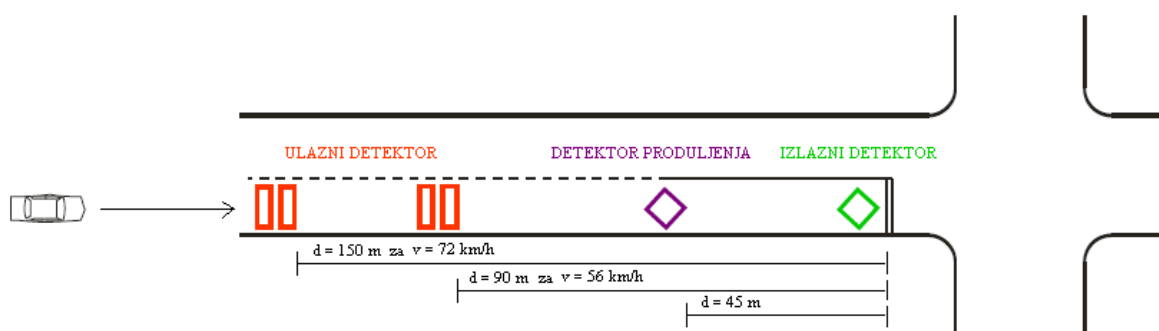 ULAZNI DETEKTOR
DETEKTOR PRODULJENJA
IZLAZNI DETEKTOR
d = 150 m za v = 72 km/h
d = 90 m za v = 56 km/h
d = 45 m